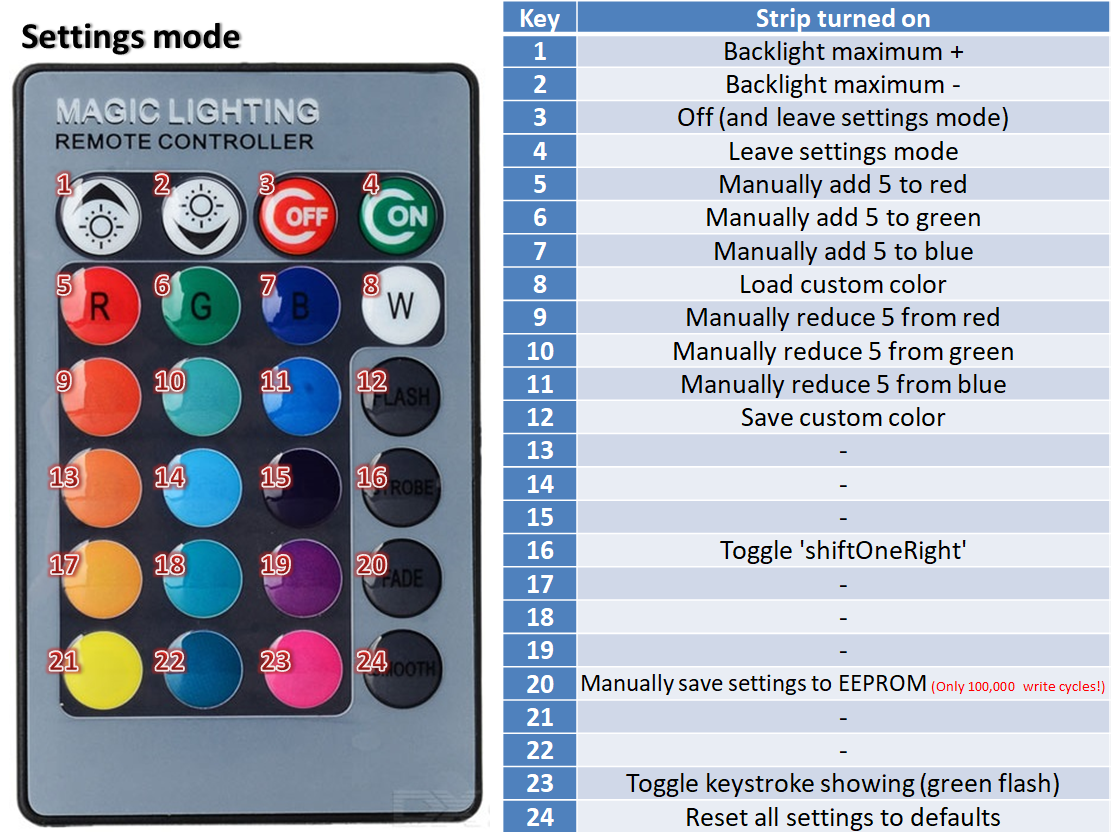 Settings mode
MAGIC LIGHTING
REMOTE CONTROLLER
1 2 3 4
OFF ON
5 6 7 8
R G B W
9 10 11 12
FLASH
13 14 15 16
STROBE
17 18 19 20
FADE
21 22 23 24
SMOOTH
Key Strip turned on
1 Backlight maximum +
2 Backlight maximum -
3 Off (and leave settings mode)
4 Leave settings mode
5 Manually add 5 to red
6 Manually add 5 to green
7 Manually add 5 to blue
8 Load custom color
9 Manually reduce 5 from red
10 Manually reduce 5 from green
11 Manually reduce 5 from blue
12 Save custom color
13 -
14 -
15 -
16 Toggle 'shiftOneRight'
17 -
18 -
19 -
20 Manually save settings to EEPROM (Only 100,000 write cycles!)
21 -
22 -
23 Toggle keystroke showing (green flash)
24 Reset all settings to defaults